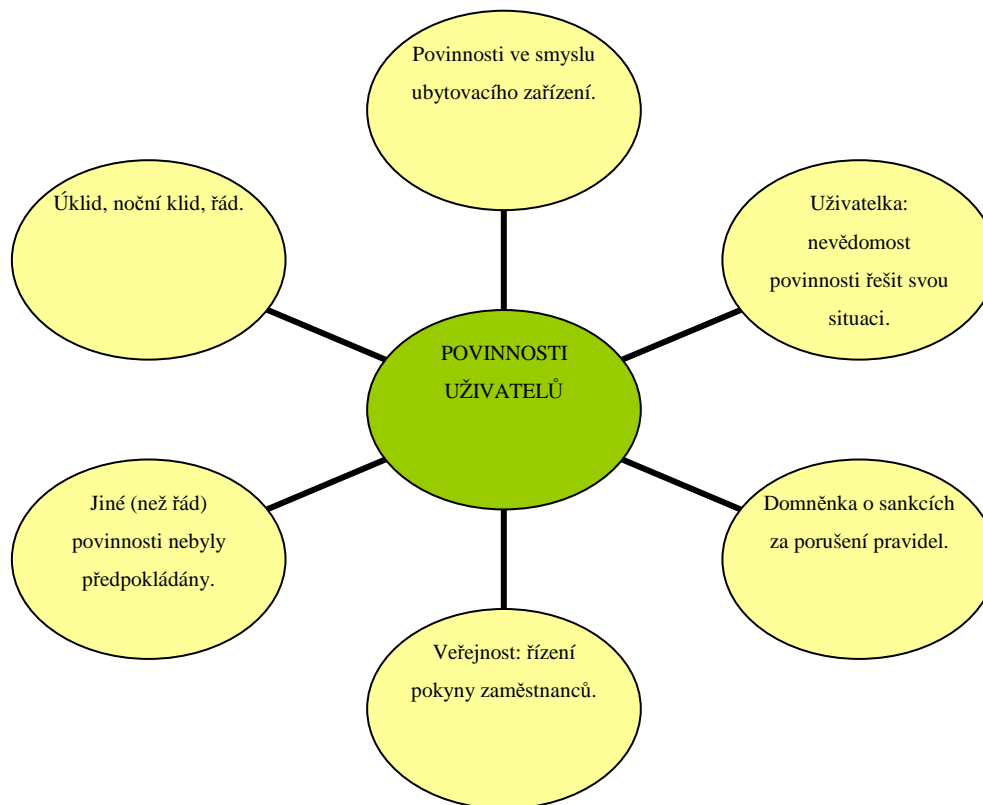 Povinnosti ve smyslu
ubytovacího zařízení.
Úklid, noční klid, řád.
Uživatelka:
nevědomost
povinnosti řešit svou
situaci.
POVINNOSTI
UŽIVATELŮ
Jiné (než řád)
povinnosti nebyly
předpokládány.
Domněnka o sankcích
za porušení pravidel.
Veřejnost: řízení
pokyny zaměstnanců.